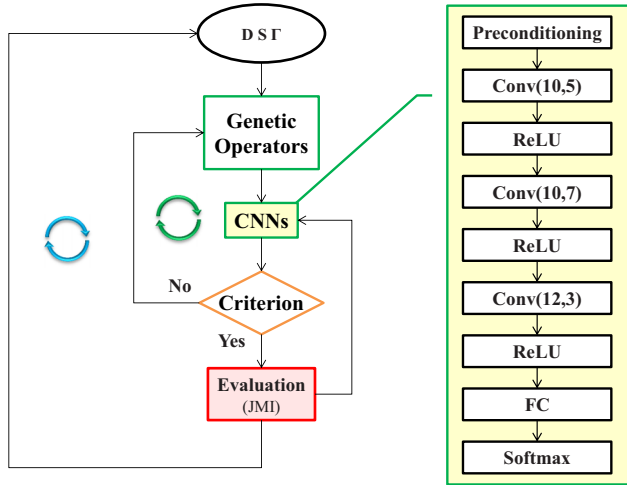 D S Γ
Genetic
Operators
CNNs
No
Criterion
Yes
Evaluation
(JMI)
Preconditioning
Conv(10,5)
ReLU
Conv(10,7)
ReLU
Conv(12,3)
ReLU
FC
Softmax